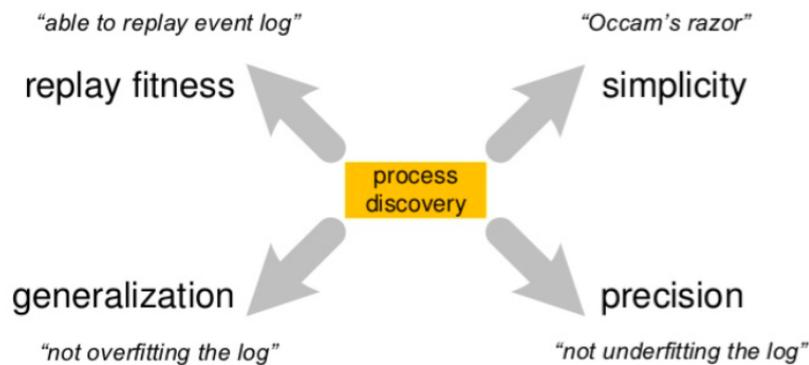 “able to replay event log”
“Occam’s razor”
replay fitness
simplicity
process
discovery
generalization
precision
“not overfitting the log”
“not underfitting the log”